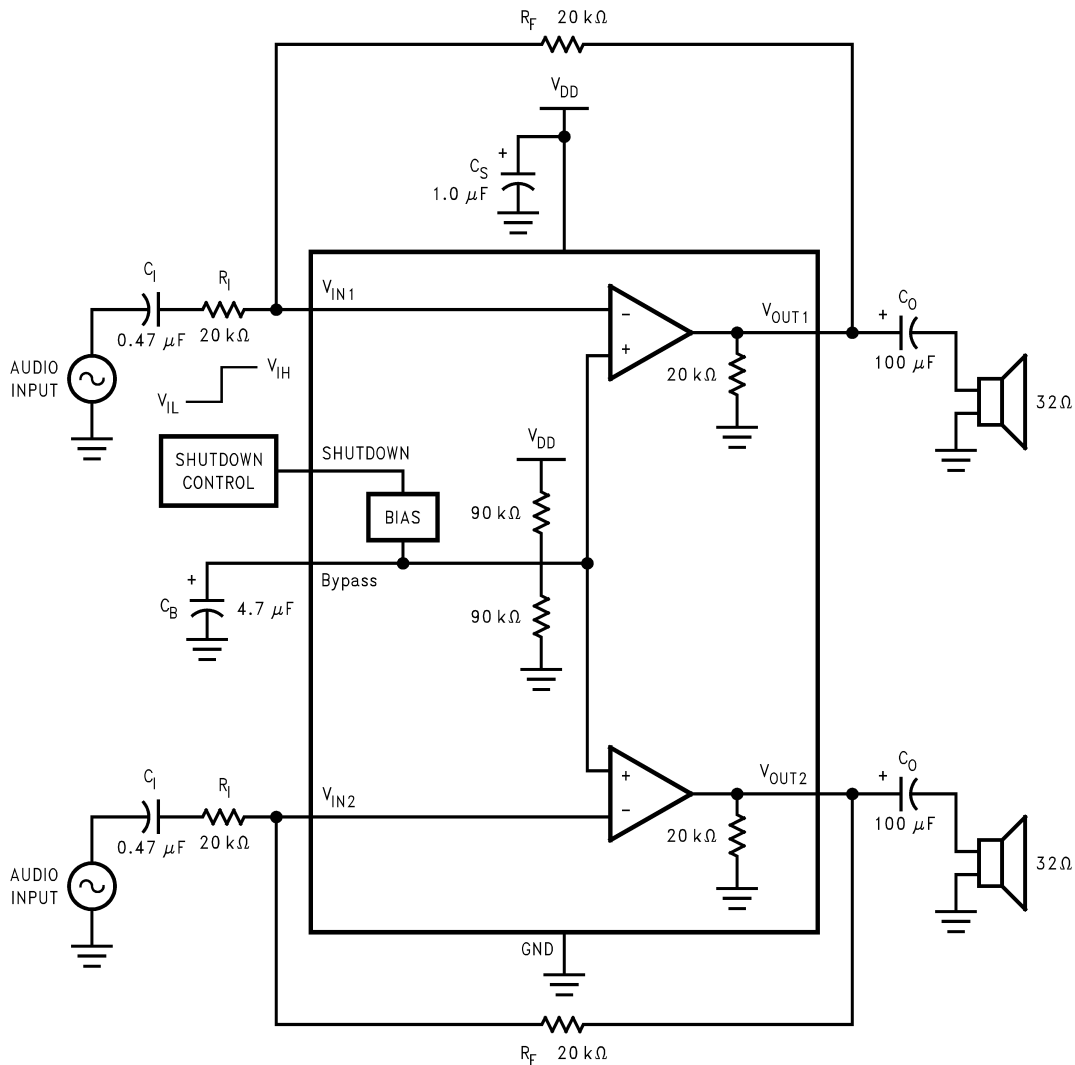 R_F 20 kΩ
V_DD
+
C_S
1.0 µF
C_I
R_I
V_IN1
0.47 µF
20 kΩ
−
+
V_OUT1
C_O
+
100 µF
AUDIO
INPUT
V_IH
V_IL
20 kΩ
32Ω
SHUTDOWN
CONTROL
SHUTDOWN
V_DD
BIAS
90 kΩ
Bypass
+
C_B
4.7 µF
90 kΩ
C_I
R_I
V_IN2
0.47 µF
20 kΩ
+
−
V_OUT2
C_O
+
100 µF
20 kΩ
AUDIO
INPUT
32Ω
GND
R_F 20 kΩ